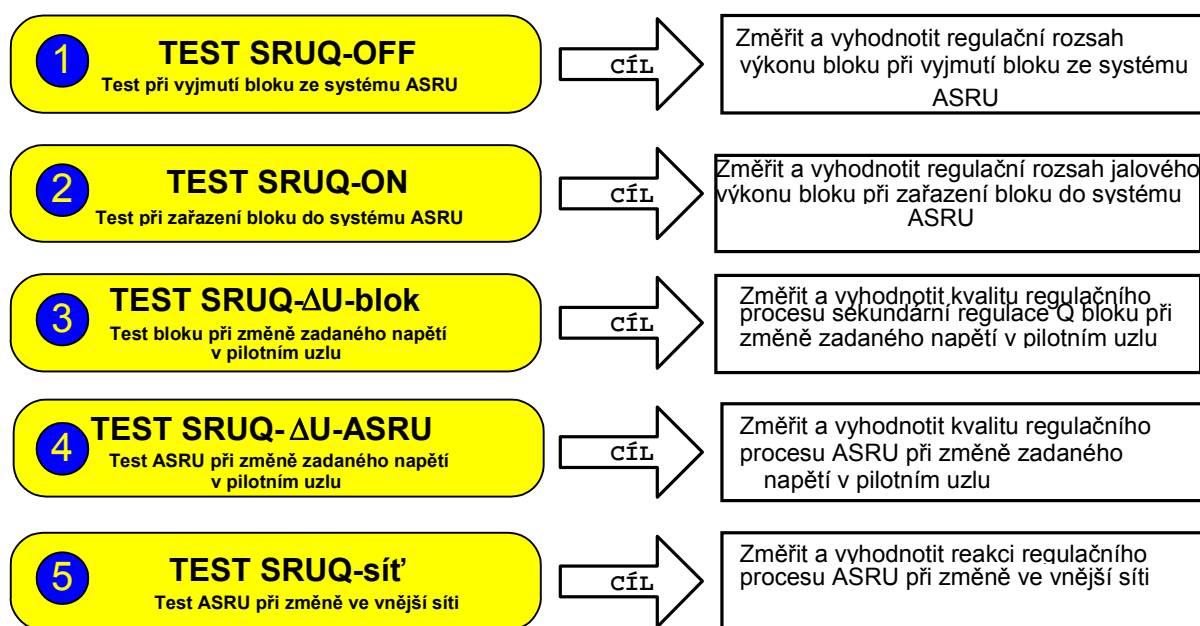 1
TEST SRUQ-OFF
Test při vyjmutí bloku ze systému ASRU
CÍL
Změřit a vyhodnotit regulační rozsah
výkonu bloku při vyjmutí bloku ze systému
ASRU
2
TEST SRUQ-ON
Test při zařazení bloku do systému ASRU
CÍL
Změřit a vyhodnotit regulační rozsah jalového
výkonu bloku při zařazení bloku do systému
ASRU
3
TEST SRUQ-ΔU-blok
Test bloku při změně zadaného napětí
v pilotním uzlu
CÍL
Změřit a vyhodnotit kvalitu regulačního
procesu sekundární regulace Q bloku při
změně zadaného napětí v pilotním uzlu
4
TEST SRUQ- ΔU-ASRU
Test ASRU při změně zadaného napětí
v pilotním uzlu
CÍL
Změřit a vyhodnotit kvalitu regulačního
procesu ASRU při změně zadaného
napětí v pilotním uzlu
5
TEST SRUQ-síť
Test ASRU při změně ve vnější síti
CÍL
Změřit a vyhodnotit reakci regulačního
procesu ASRU při změně ve vnější síti